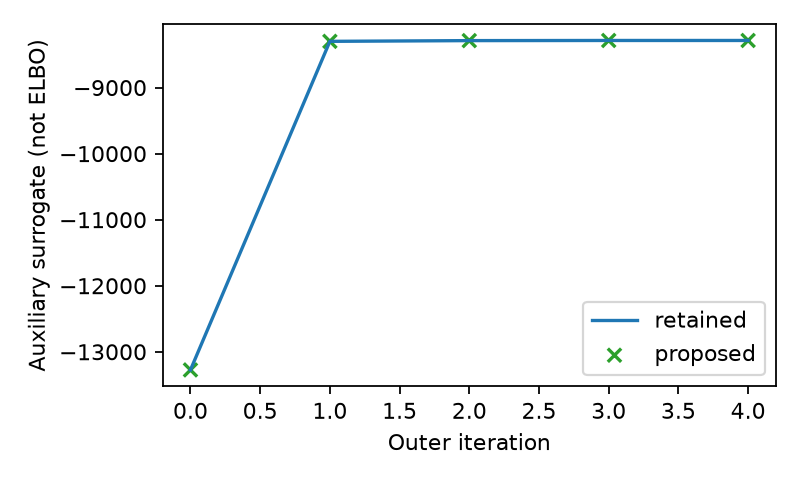 Auxiliary surrogate (not ELBO)
−9000
−10000
−11000
−12000
−13000
retained
proposed
0.0 0.5 1.0 1.5 2.0 2.5 3.0 3.5 4.0
Outer iteration